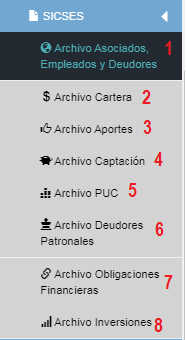 SICSES
Archivo Asociados, 1
Empleados y Deudores
$ Archivo Cartera 2
Archivo Aportes 3
Archivo Captación 4
Archivo PUC 5
Archivo Deudores 6
Patronales
Archivo Obligaciones 7
Financieras
Archivo Inversiones 8